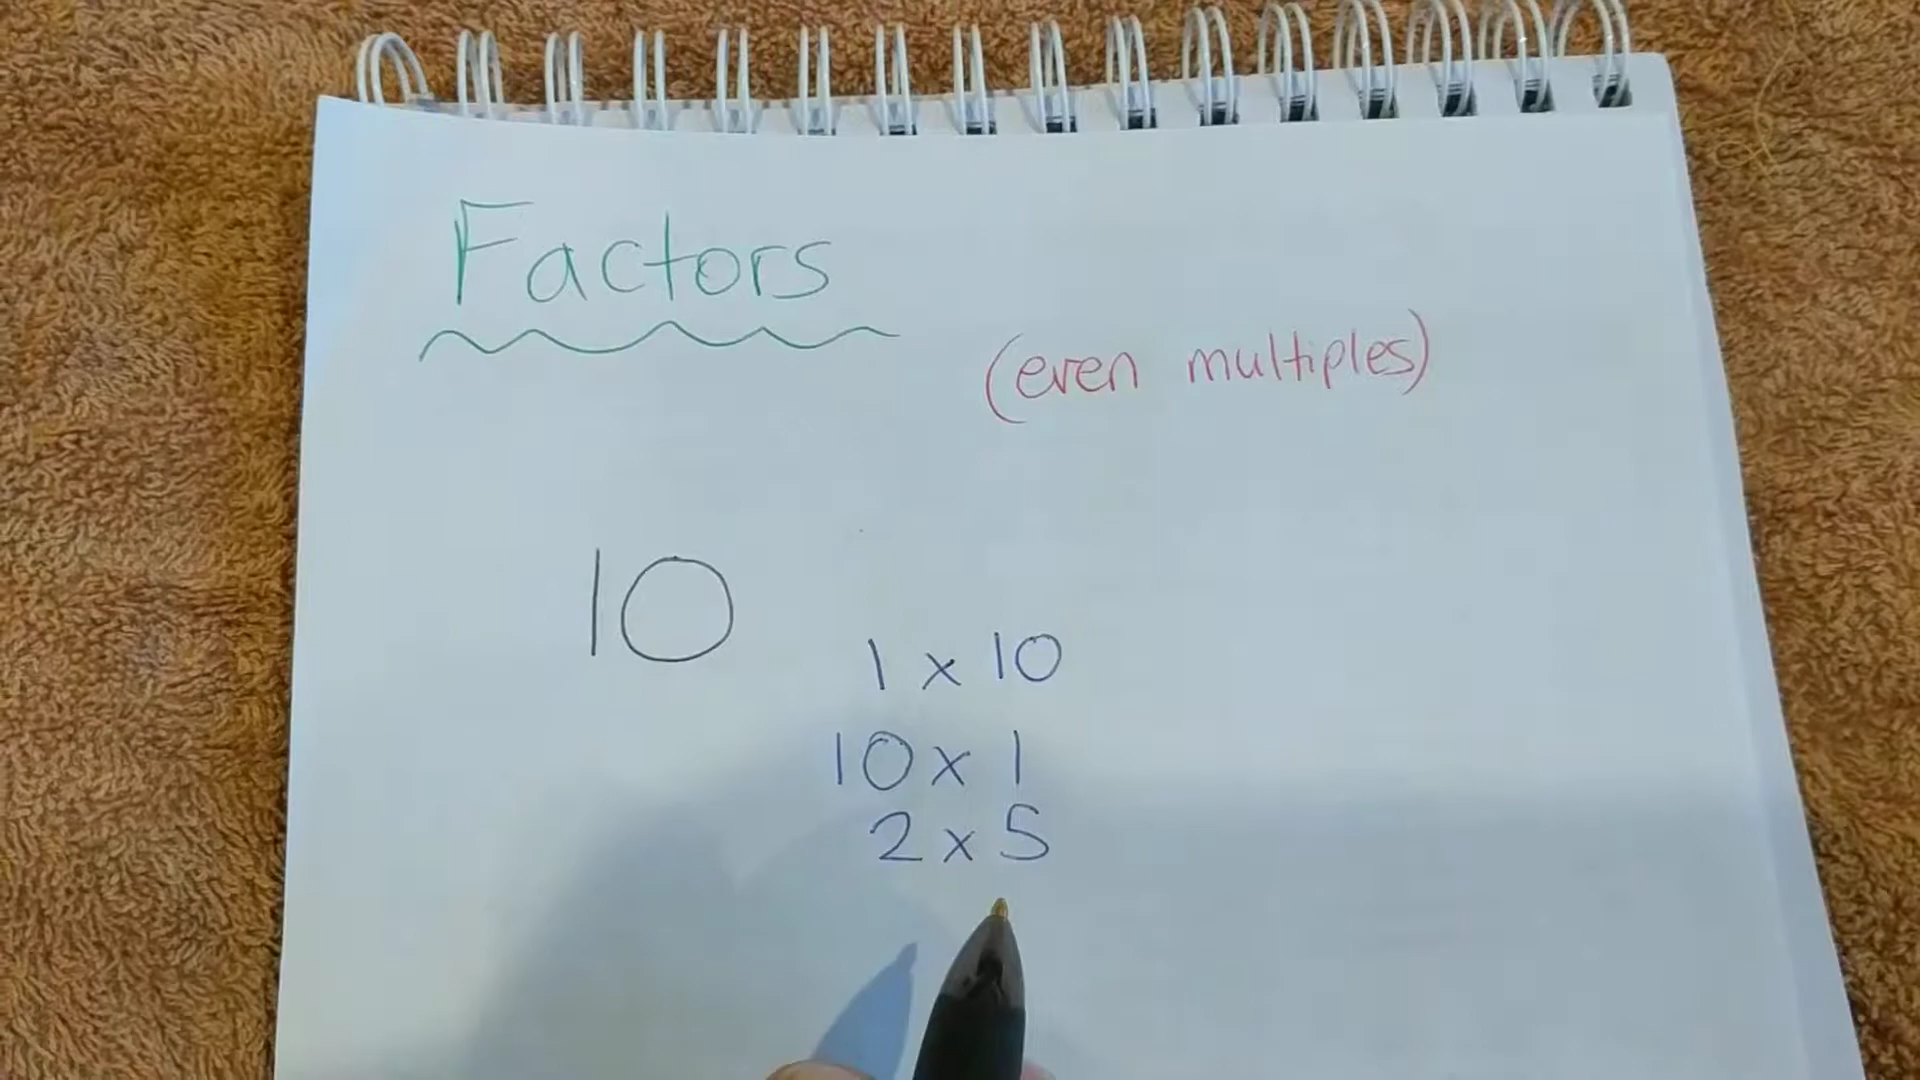 Factors
(even multiples)
10
1 x 10
10 x 1
2 x 5